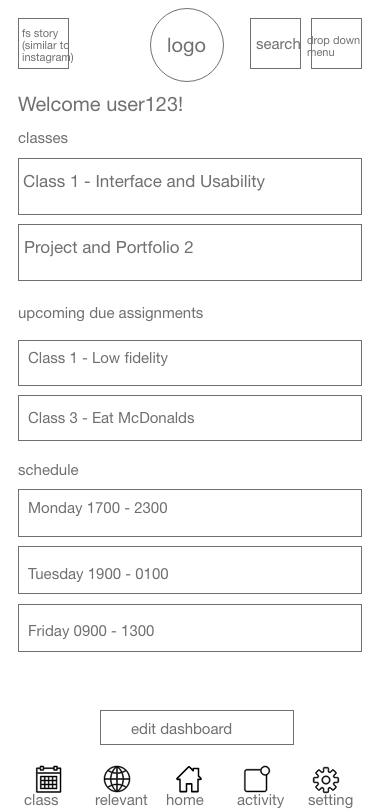 fs story
(similar to
instagram)
logo
search
drop down
menu
Welcome user123!
classes
Class 1 - Interface and Usability
Project and Portfolio 2
upcoming due assignments
Class 1 - Low fidelity
Class 3 - Eat McDonalds
schedule
Monday 1700 - 2300
Tuesday 1900 - 0100
Friday 0900 - 1300
edit dashboard
class
relevant
home
activity
setting